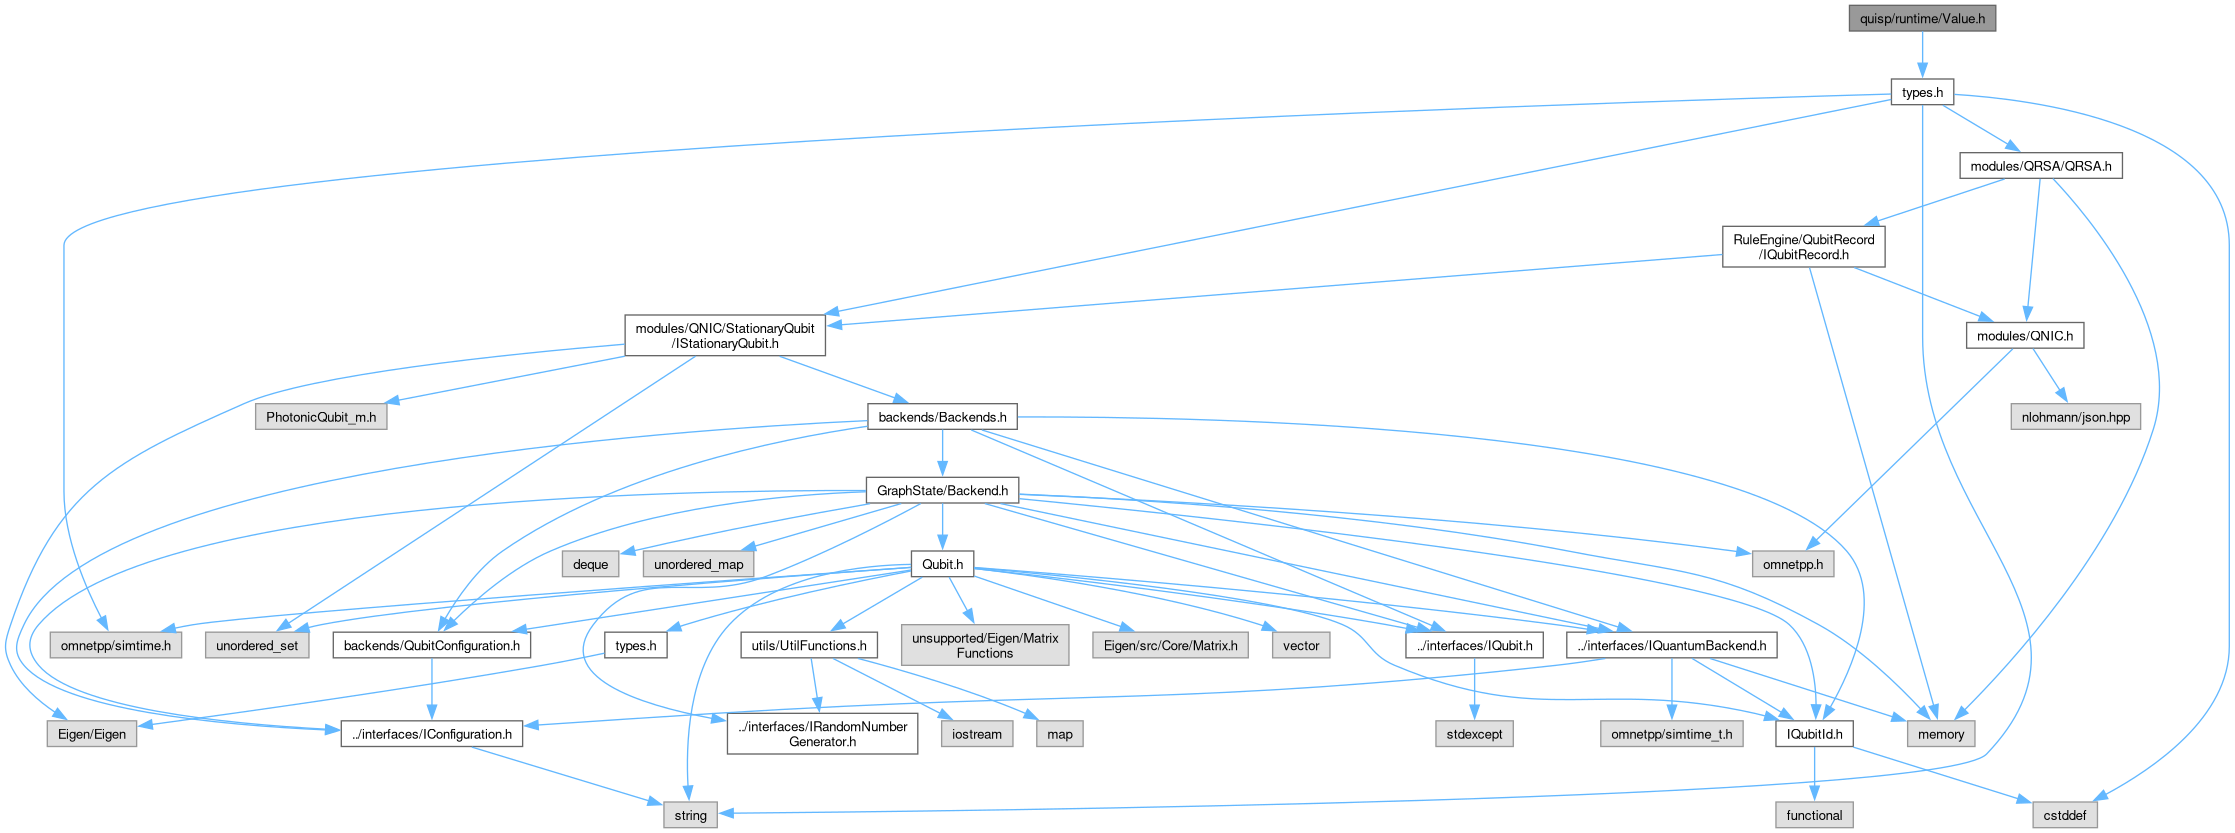 quisp/runtime/Value.h
types.h
modules/QRSA/QRSA.h
RuleEngine/QubitRecord
/IQubitRecord.h
modules/QNIC/StationaryQubit
/IStationaryQubit.h
modules/QNIC.h
PhotonicQubit_m.h
backends/Backends.h
nlohmann/json.hpp
GraphState/Backend.h
deque
unordered_map
Qubit.h
omnetpp.h
omnetpp/simtime.h
unordered_set
backends/QubitConfiguration.h
types.h
utils/UtilFunctions.h
unsupported/Eigen/Matrix
Functions
Eigen/src/Core/Matrix.h
vector
../interfaces/IQubit.h
../interfaces/IQuantumBackend.h
Eigen/Eigen
../interfaces/IConfiguration.h
../interfaces/IRandomNumber
Generator.h
iostream
map
stdexcept
omnetpp/simtime_t.h
IQubitId.h
memory
string
functional
cstddef